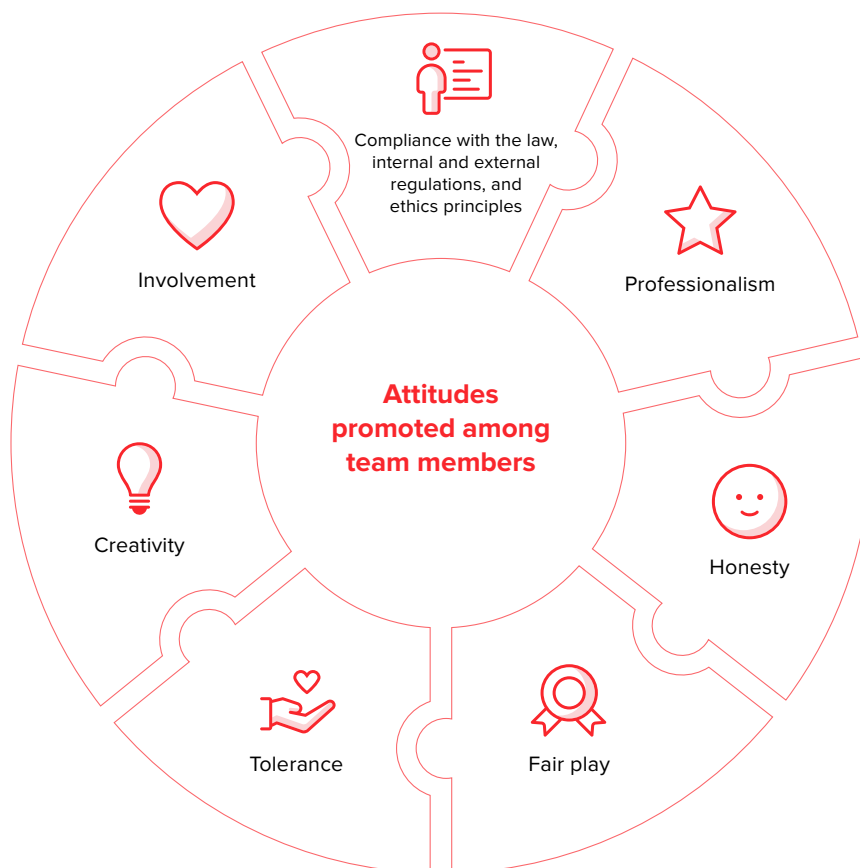 Compliance with the law,
internal and external
regulations, and
ethics principles
Professionalism
Honesty
Fair play
Tolerance
Creativity
Involvement
Attitudes
promoted among
team members